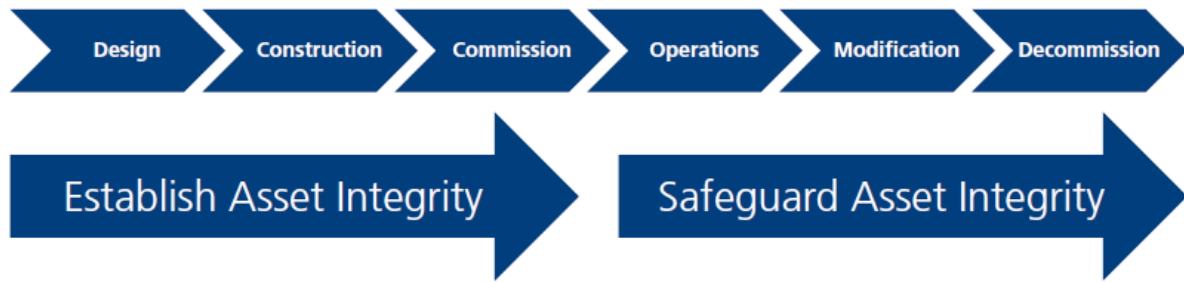 Design Construction Commission Operations Modification Decommission
Establish Asset Integrity Safeguard Asset Integrity